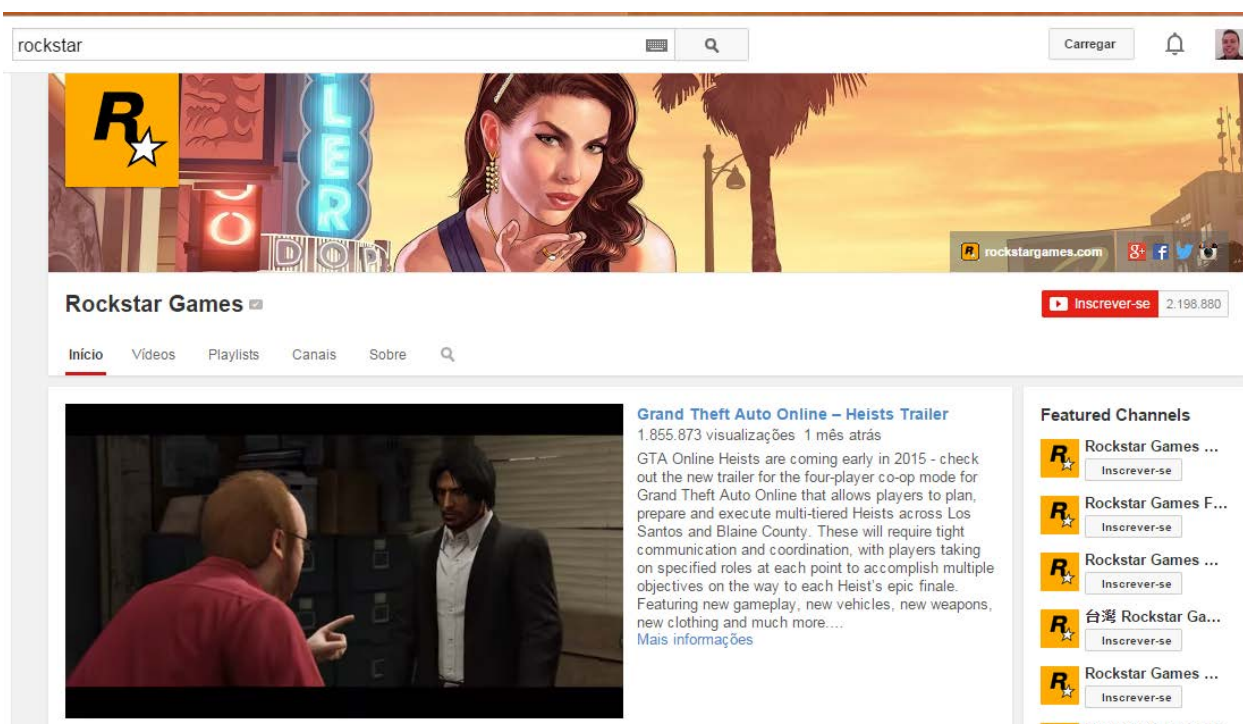 rockstar
Carregar
R
LER
O
DOP
R rockstargames.com
Rockstar Games
Inscrever-se 2.198.880
Início Vídeos Playlists Canais Sobre
Grand Theft Auto Online – Heists Trailer
1.855.873 visualizações 1 mês atrás
GTA Online Heists are coming early in 2015 - check
out the new trailer for the four-player co-op mode for
Grand Theft Auto Online that allows players to plan,
prepare and execute multi-tiered Heists across Los
Santos and Blaine County. These will require tight
communication and coordination, with players taking
on specified roles at each point to accomplish multiple
objectives on the way to each Heist's epic finale.
Featuring new gameplay, new vehicles, new weapons,
new clothing and much more....
Mais informações
Featured Channels
R
Rockstar Games ...
Inscrever-se
R
Rockstar Games F...
Inscrever-se
R
Rockstar Games ...
Inscrever-se
R
台灣 Rockstar Ga...
Inscrever-se
R
Rockstar Games ...
Inscrever-se